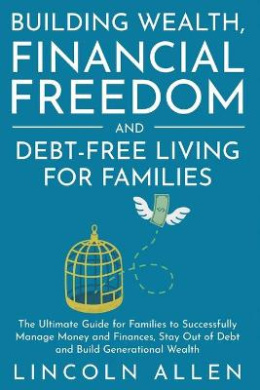 BUILDING WEALTH,
FINANCIAL
FREEDOM
AND
DEBT-FREE LIVING
FOR FAMILIES
The Ultimate Guide for Families to Successfully
Manage Money and Finances, Stay Out of Debt
and Build Generational Wealth
LINCOLN ALLEN